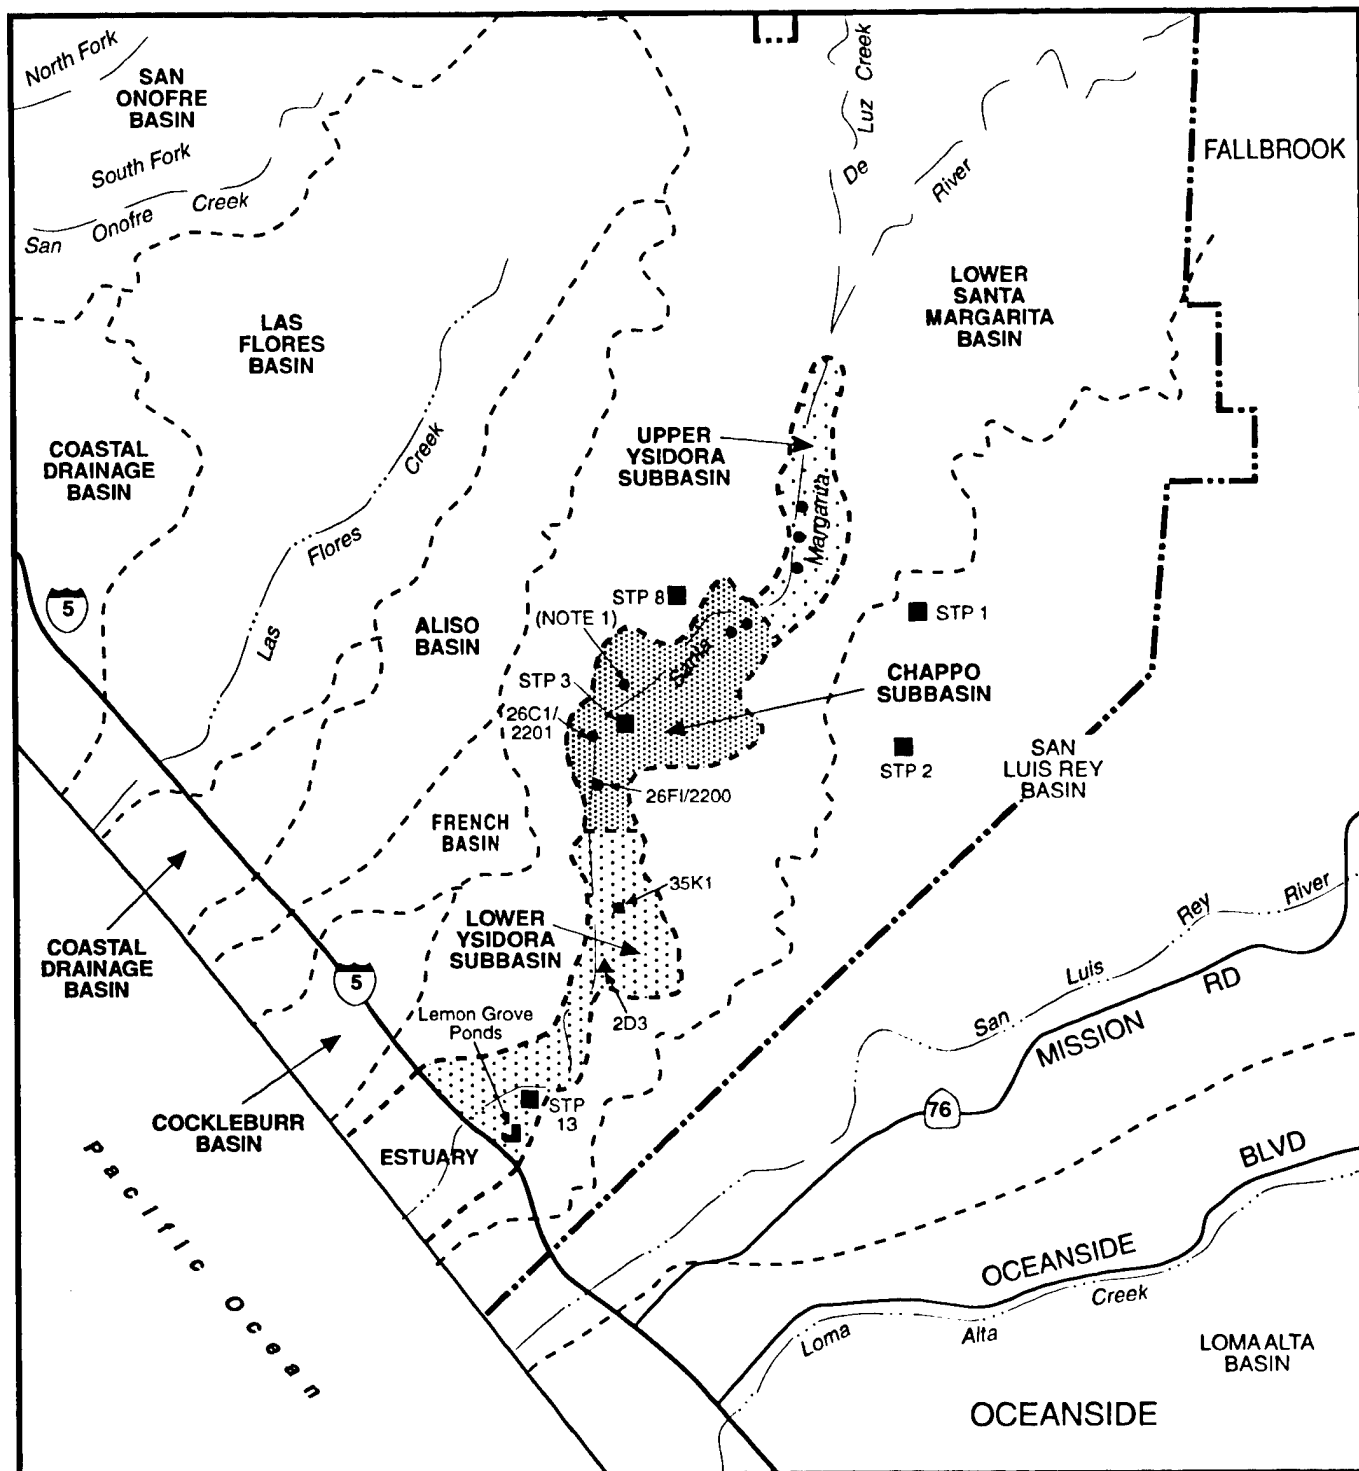 North Fork
SAN
ONOFRE
BASIN
South Fork
San Onofre Creek
De Luz Creek
River
FALLBROOK
LOWER
SANTA
MARGARITA
BASIN
LAS
FLORES
BASIN
COASTAL
DRAINAGE
BASIN
Las Flores Creek
UPPER
YSIDORA
SUBBASIN
Santa Margarita
5
ALISO
BASIN
STP 8
(NOTE 1)
STP 1
STP 3
CHAPPO
SUBBASIN
26C1/
2201
STP 2
SAN
LUIS REY
BASIN
26FI/2200
FRENCH
BASIN
35K1
LOWER
YSIDORA
SUBBASIN
San Luis Rey River
COASTAL
DRAINAGE
BASIN
5
Lemon Grove
Ponds
2D3
MISSION RD
76
STP
13
COCKLEBURR
BASIN
ESTUARY
Pacific Ocean
OCEANSIDE BLVD
Loma Alta Creek
LOMA ALTA
BASIN
OCEANSIDE